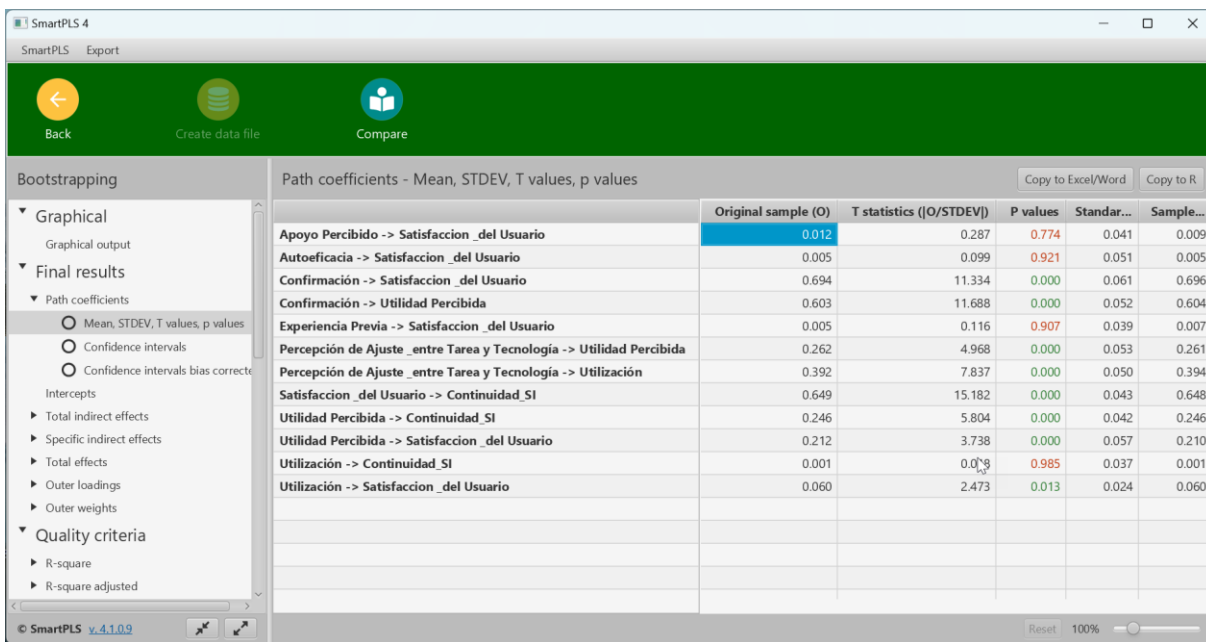 SmartPLS 4
SmartPLS Export
Back Create data file Compare
Bootstrapping
Graphical
Graphical output
Final results
Path coefficients
Mean, STDEV, T values, p values
Confidence intervals
Confidence intervals bias correcte
Intercepts
Total indirect effects
Specific indirect effects
Total effects
Outer loadings
Outer weights
Quality criteria
R-square
R-square adjusted
© SmartPLS v. 4.1.0.9
Path coefficients - Mean, STDEV, T values, p values Copy to Excel/Word Copy to R
Original sample (O) T statistics (|O/STDEV|) P values Standar... Sample...
Apoyo Percibido -> Satisfaccion _del Usuario 0.012 0.287 0.774 0.041 0.009
Autoeficacia -> Satisfaccion _del Usuario 0.005 0.099 0.921 0.051 0.005
Confirmación -> Satisfaccion _del Usuario 0.694 11.334 0.000 0.061 0.696
Confirmación -> Utilidad Percibida 0.603 11.688 0.000 0.052 0.604
Experiencia Previa -> Satisfaccion _del Usuario 0.005 0.116 0.907 0.039 0.007
Percepción de Ajuste _entre Tarea y Tecnología -> Utilidad Percibida 0.262 4.968 0.000 0.053 0.261
Percepción de Ajuste _entre Tarea y Tecnología -> Utilización 0.392 7.837 0.000 0.050 0.394
Satisfaccion _del Usuario -> Continuidad_SI 0.649 15.182 0.000 0.043 0.648
Utilidad Percibida -> Continuidad_SI 0.246 5.804 0.000 0.042 0.246
Utilidad Percibida -> Satisfaccion _del Usuario 0.212 3.738 0.000 0.057 0.210
Utilización -> Continuidad_SI 0.001 0.985 0.037 0.001
Utilización -> Satisfaccion _del Usuario 0.060 2.473 0.013 0.024 0.060
Reset 100%